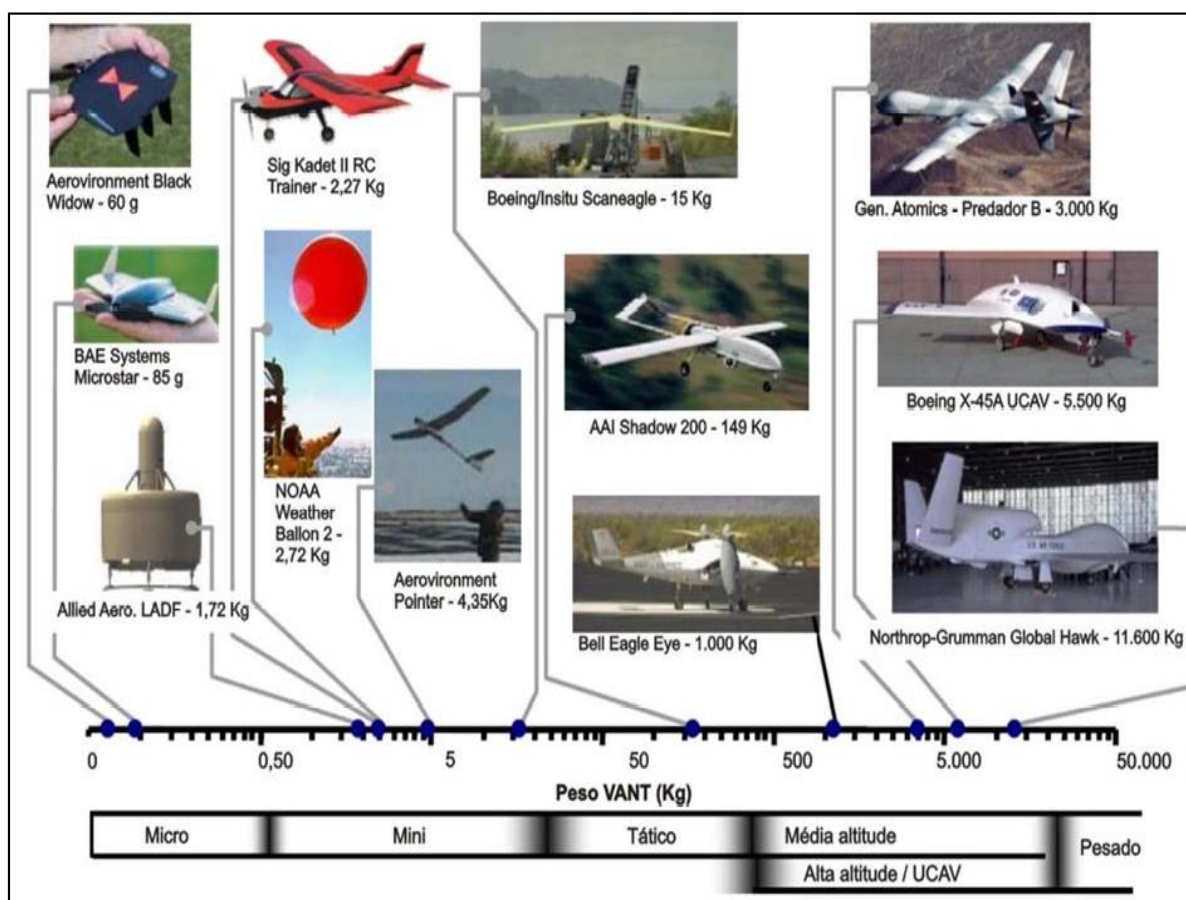 Aerovironment Black
Widow - 60 g
BAE Systems
Microstar - 85 g
Allied Aero. LADF - 1,72 Kg
Sig Kadet II RC
Trainer - 2,27 Kg
NOAA
Weather
Ballon 2 -
2,72 Kg
Aerovironment
Pointer - 4,35Kg
Boeing/Insitu Scaneagle - 15 Kg
AAI Shadow 200 - 149 Kg
Bell Eagle Eye - 1.000 Kg
Gen. Atomics - Predador B - 3.000 Kg
Boeing X-45A UCAV - 5.500 Kg
U.S. AIR FORCE
Northrop-Grumman Global Hawk - 11.600 Kg
0 0,50 5 50 500 5.000 50.000
Peso VANT (Kg)
Micro Mini Tático Média altitude Pesado
Alta altitude / UCAV